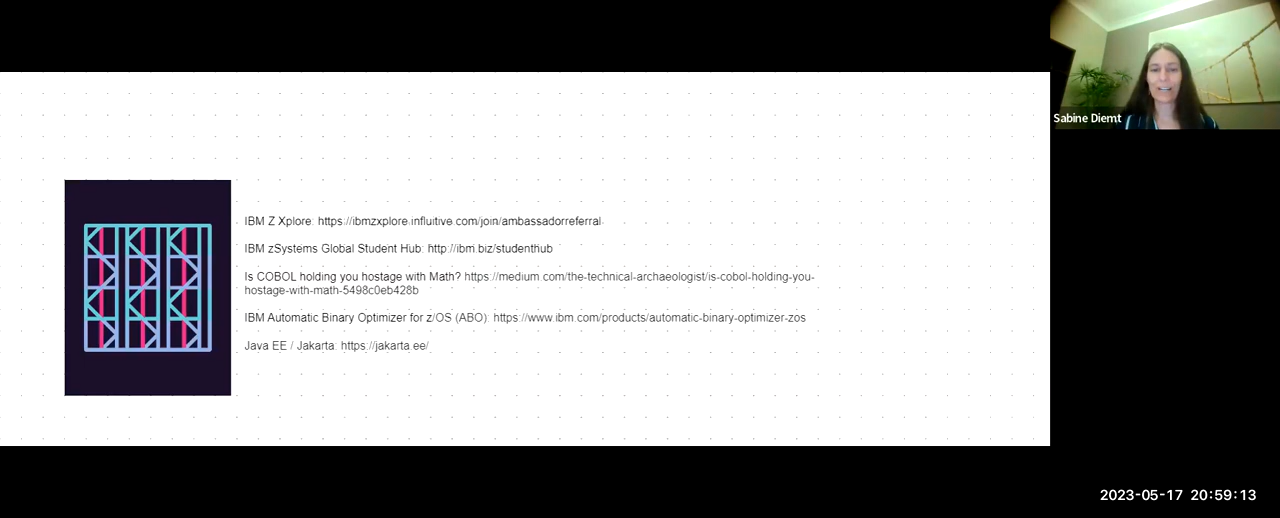 Sabine Diemt
IBM Z Xplore: https://ibmzxplore.influitive.com/join/ambassadorreferral
IBM zSystems Global Student Hub: http://ibm.biz/studenthub
Is COBOL holding you hostage with Math? https://medium.com/the-technical-archaeologist/is-cobol-holding-you-
hostage-with-math-5498c0eb428b
IBM Automatic Binary Optimizer for z/OS (ABO): https://www.ibm.com/products/automatic-binary-optimizer-zos
Java EE / Jakarta: https://jakarta.ee/
2023-05-17 20:59:13